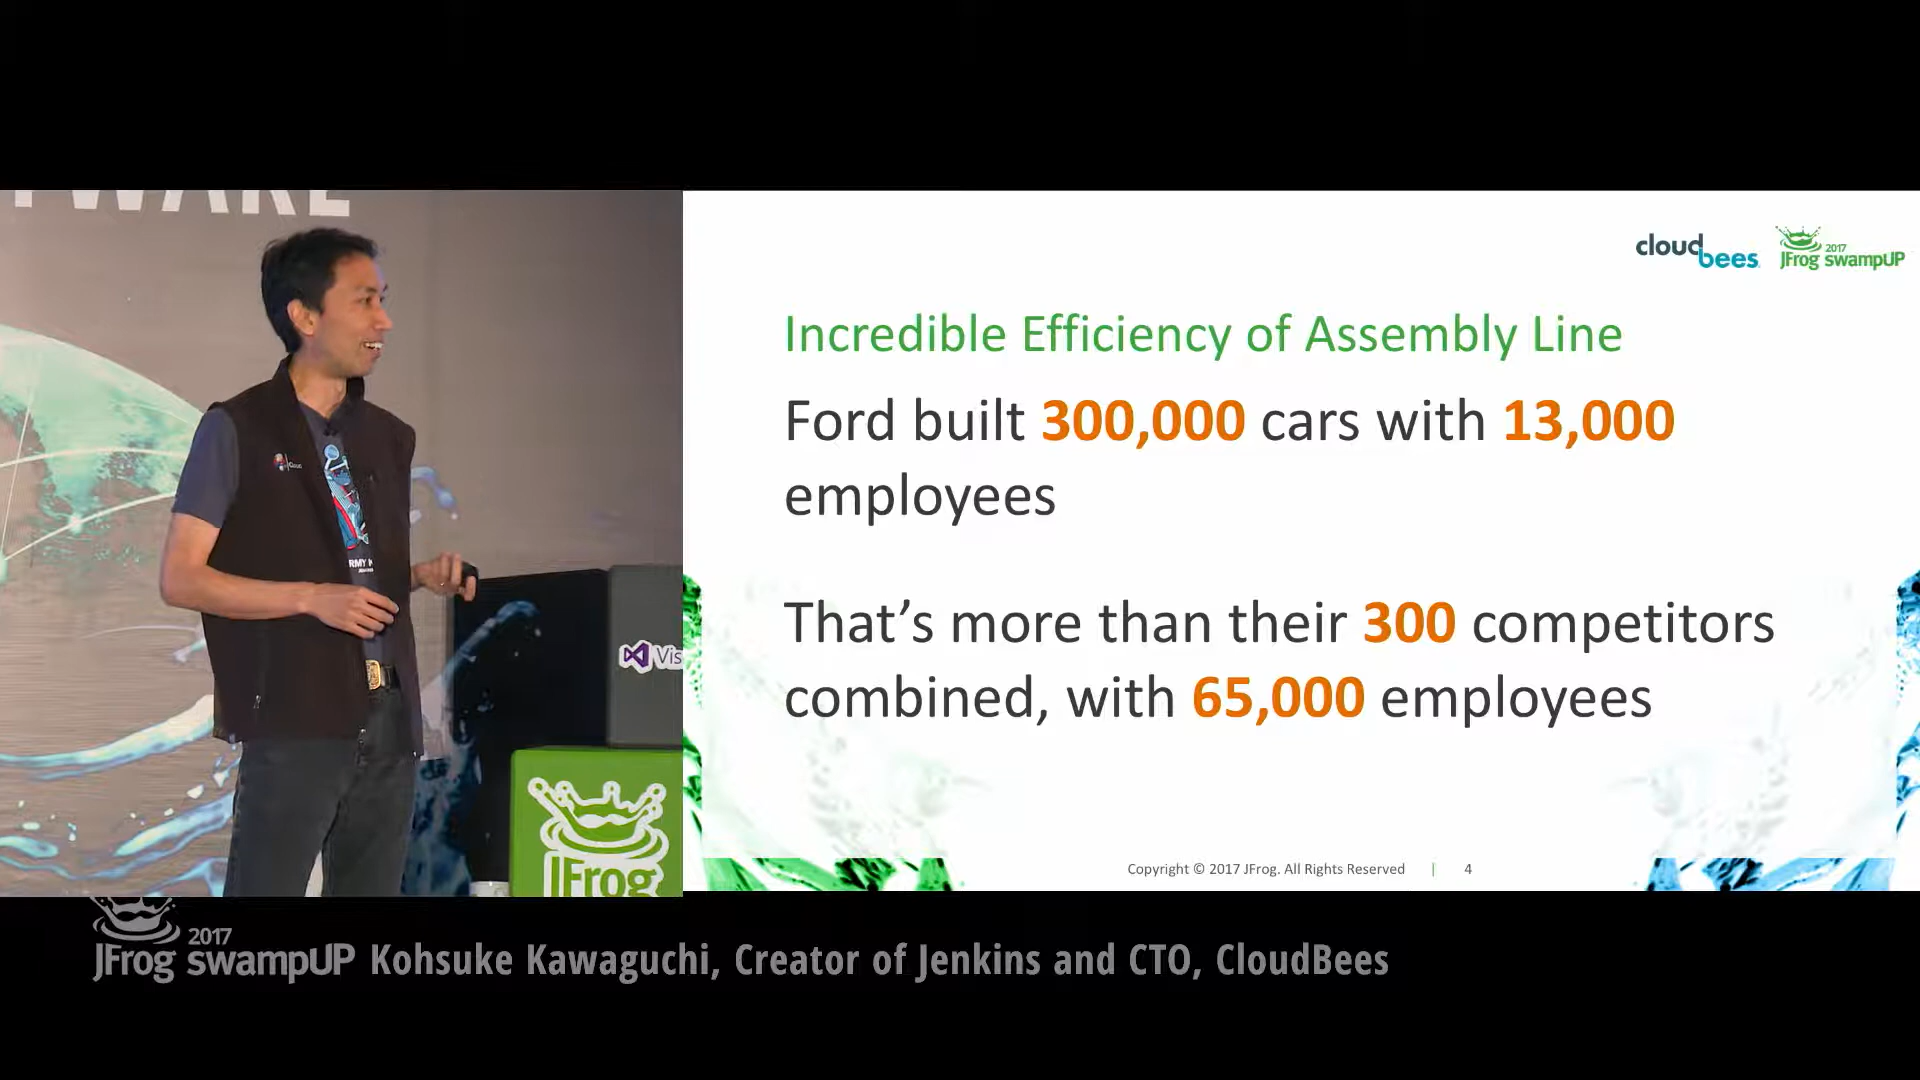 cloudbees
2017
JFrog swampUP
Incredible Efficiency of Assembly Line
Ford built 300,000 cars with 13,000
employees
That's more than their 300 competitors
combined, with 65,000 employees
Copyright © 2017 JFrog. All Rights Reserved | 4
Vis
JFrog
2017
JFrog swampUP Kohsuke Kawaguchi, Creator of Jenkins and CTO, CloudBees